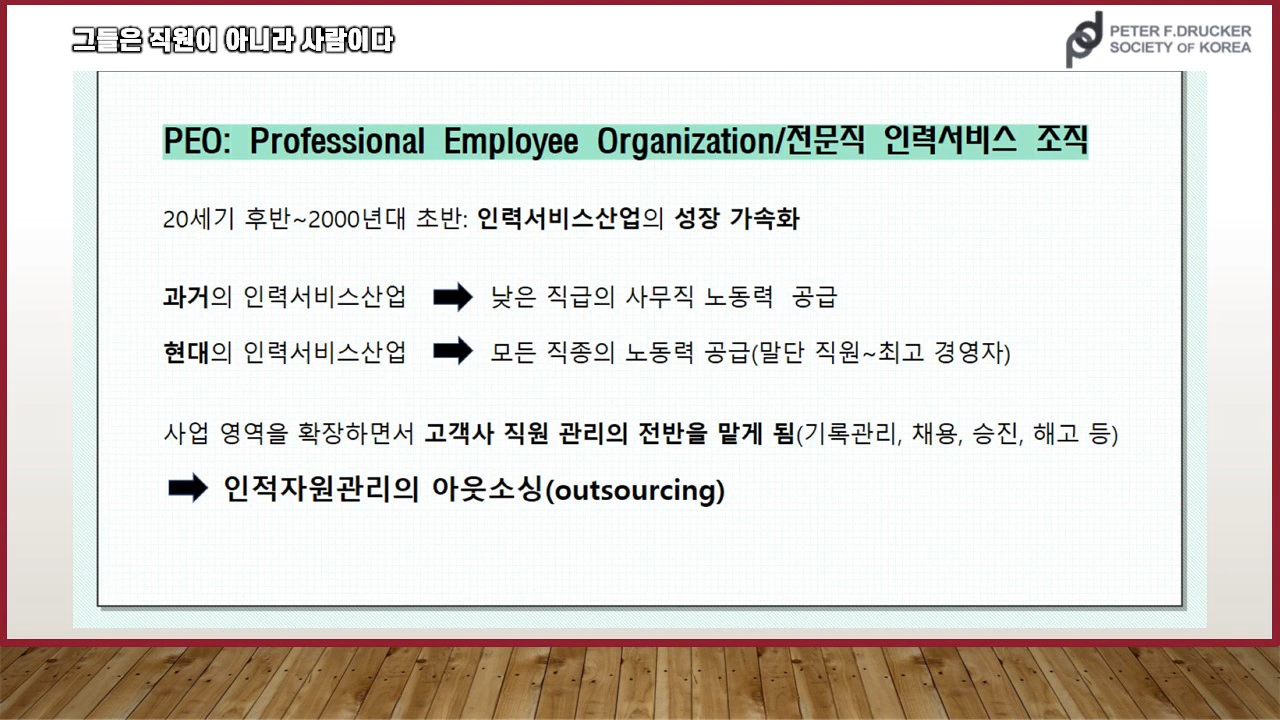 그들은 직원이 아니라 사람이다
PETER F.DRUCKER
SOCIETY OF KOREA
PEO: Professional Employee Organization/전문직 인력서비스 조직
20세기 후반~2000년대 초반: 인력서비스산업의 성장 가속화
과거의 인력서비스산업 ➡ 낮은 직급의 사무직 노동력 공급
현대의 인력서비스산업 ➡ 모든 직종의 노동력 공급(말단 직원~최고 경영자)
사업 영역을 확장하면서 고객사 직원 관리의 전반을 맡게 됨(기록관리, 채용, 승진, 해고 등)
➡ 인적자원관리의 아웃소싱(outsourcing)